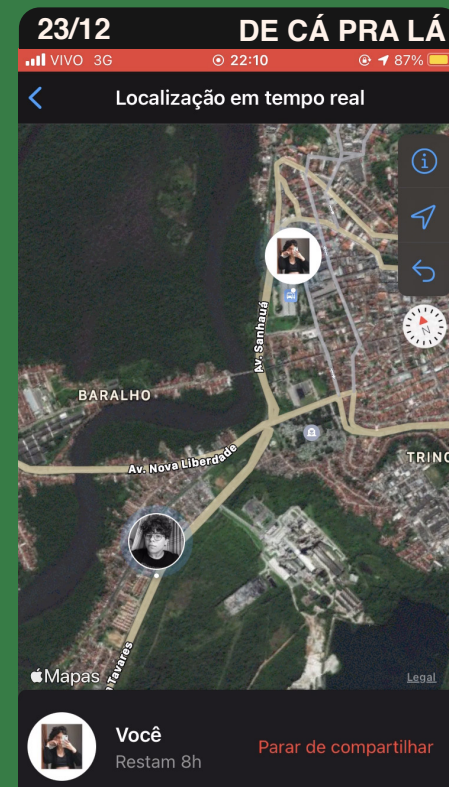 23/12 DE CÁ PRA LÁ
VIVO 3G 22:10 87%
Localização em tempo real
Av. Sanhauá
BARALHO
TRINC
Av. Nova Liberdade
Tavares
Mapas Legal
Você
Restam 8h Parar de compartilhar